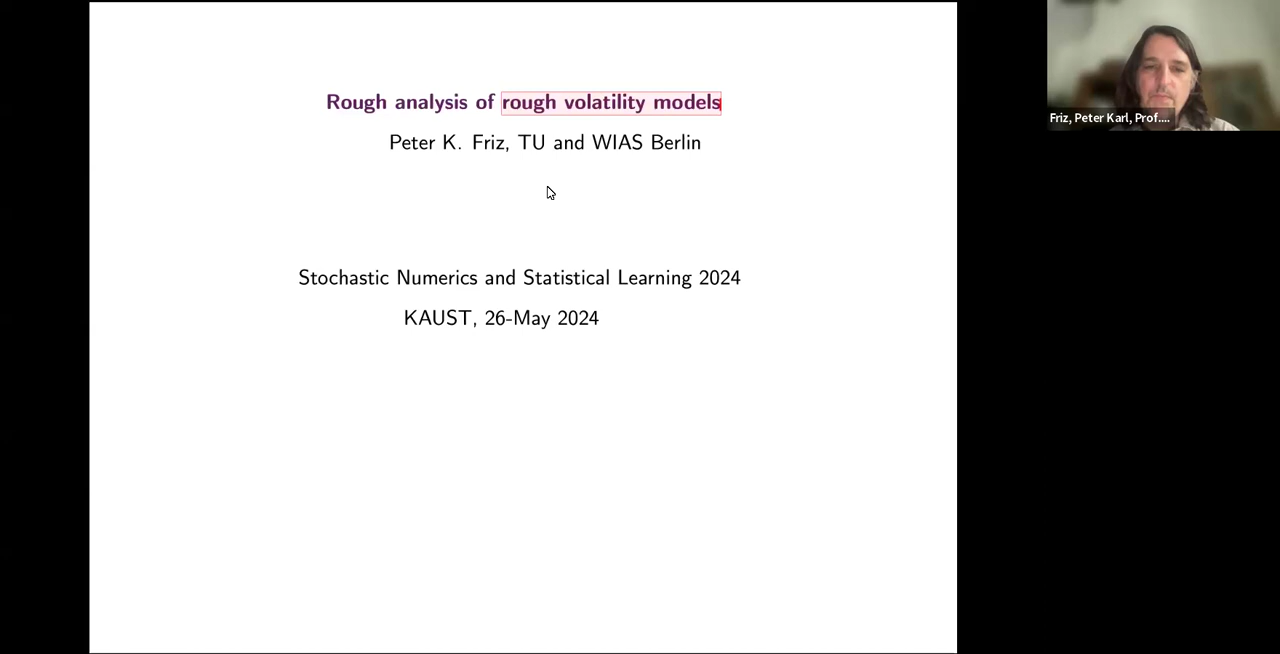 Rough analysis of rough volatility models
Peter K. Friz, TU and WIAS Berlin
Stochastic Numerics and Statistical Learning 2024
KAUST, 26-May 2024
Friz, Peter Karl, Prof....